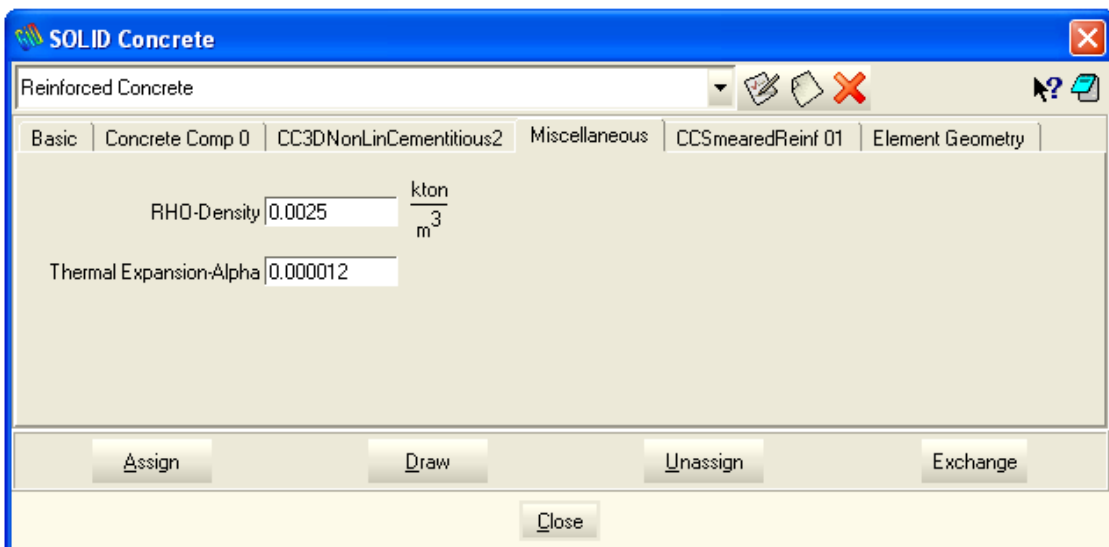 SOLID Concrete
Reinforced Concrete
Basic Concrete Comp 0 CC3DNonLinCementitious2 Miscellaneous CCSmearedReinf 01 Element Geometry
RHO-Density 0.0025 kton
m3
Thermal Expansion-Alpha 0.000012
Assign Draw Unassign Exchange
Close